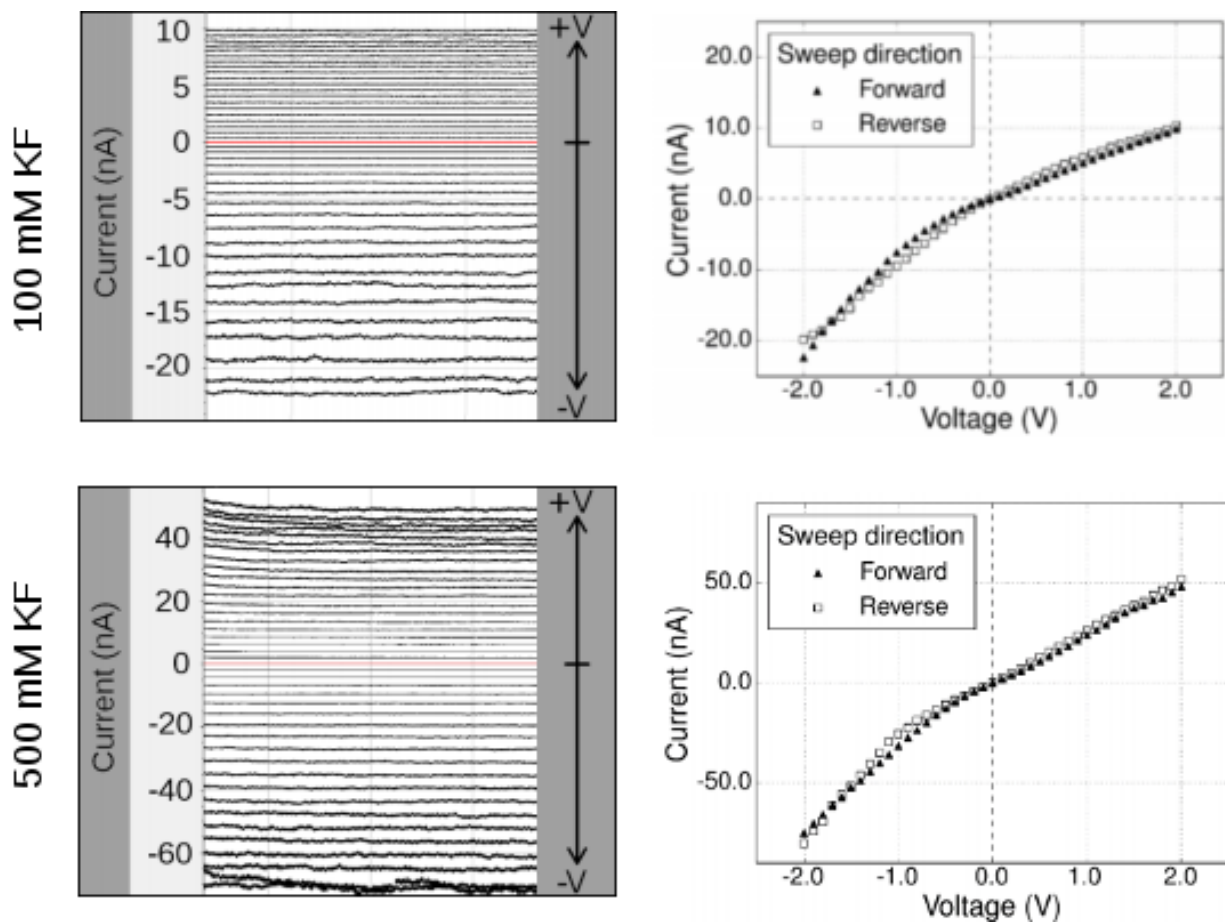 100 mM KF
Current (nA)
10
5
0
-5
-10
-15
-20
+V
-V
Current (nA)
20.0
10.0
0.0
-10.0
-20.0
Sweep direction
Forward
Reverse
-2.0
-1.0
0.0
1.0
2.0
Voltage (V)
500 mM KF
Current (nA)
40
20
0
-20
-40
-60
+V
-V
Current (nA)
50.0
0.0
-50.0
Sweep direction
Forward
Reverse
-2.0
-1.0
0.0
1.0
2.0
Voltage (V)